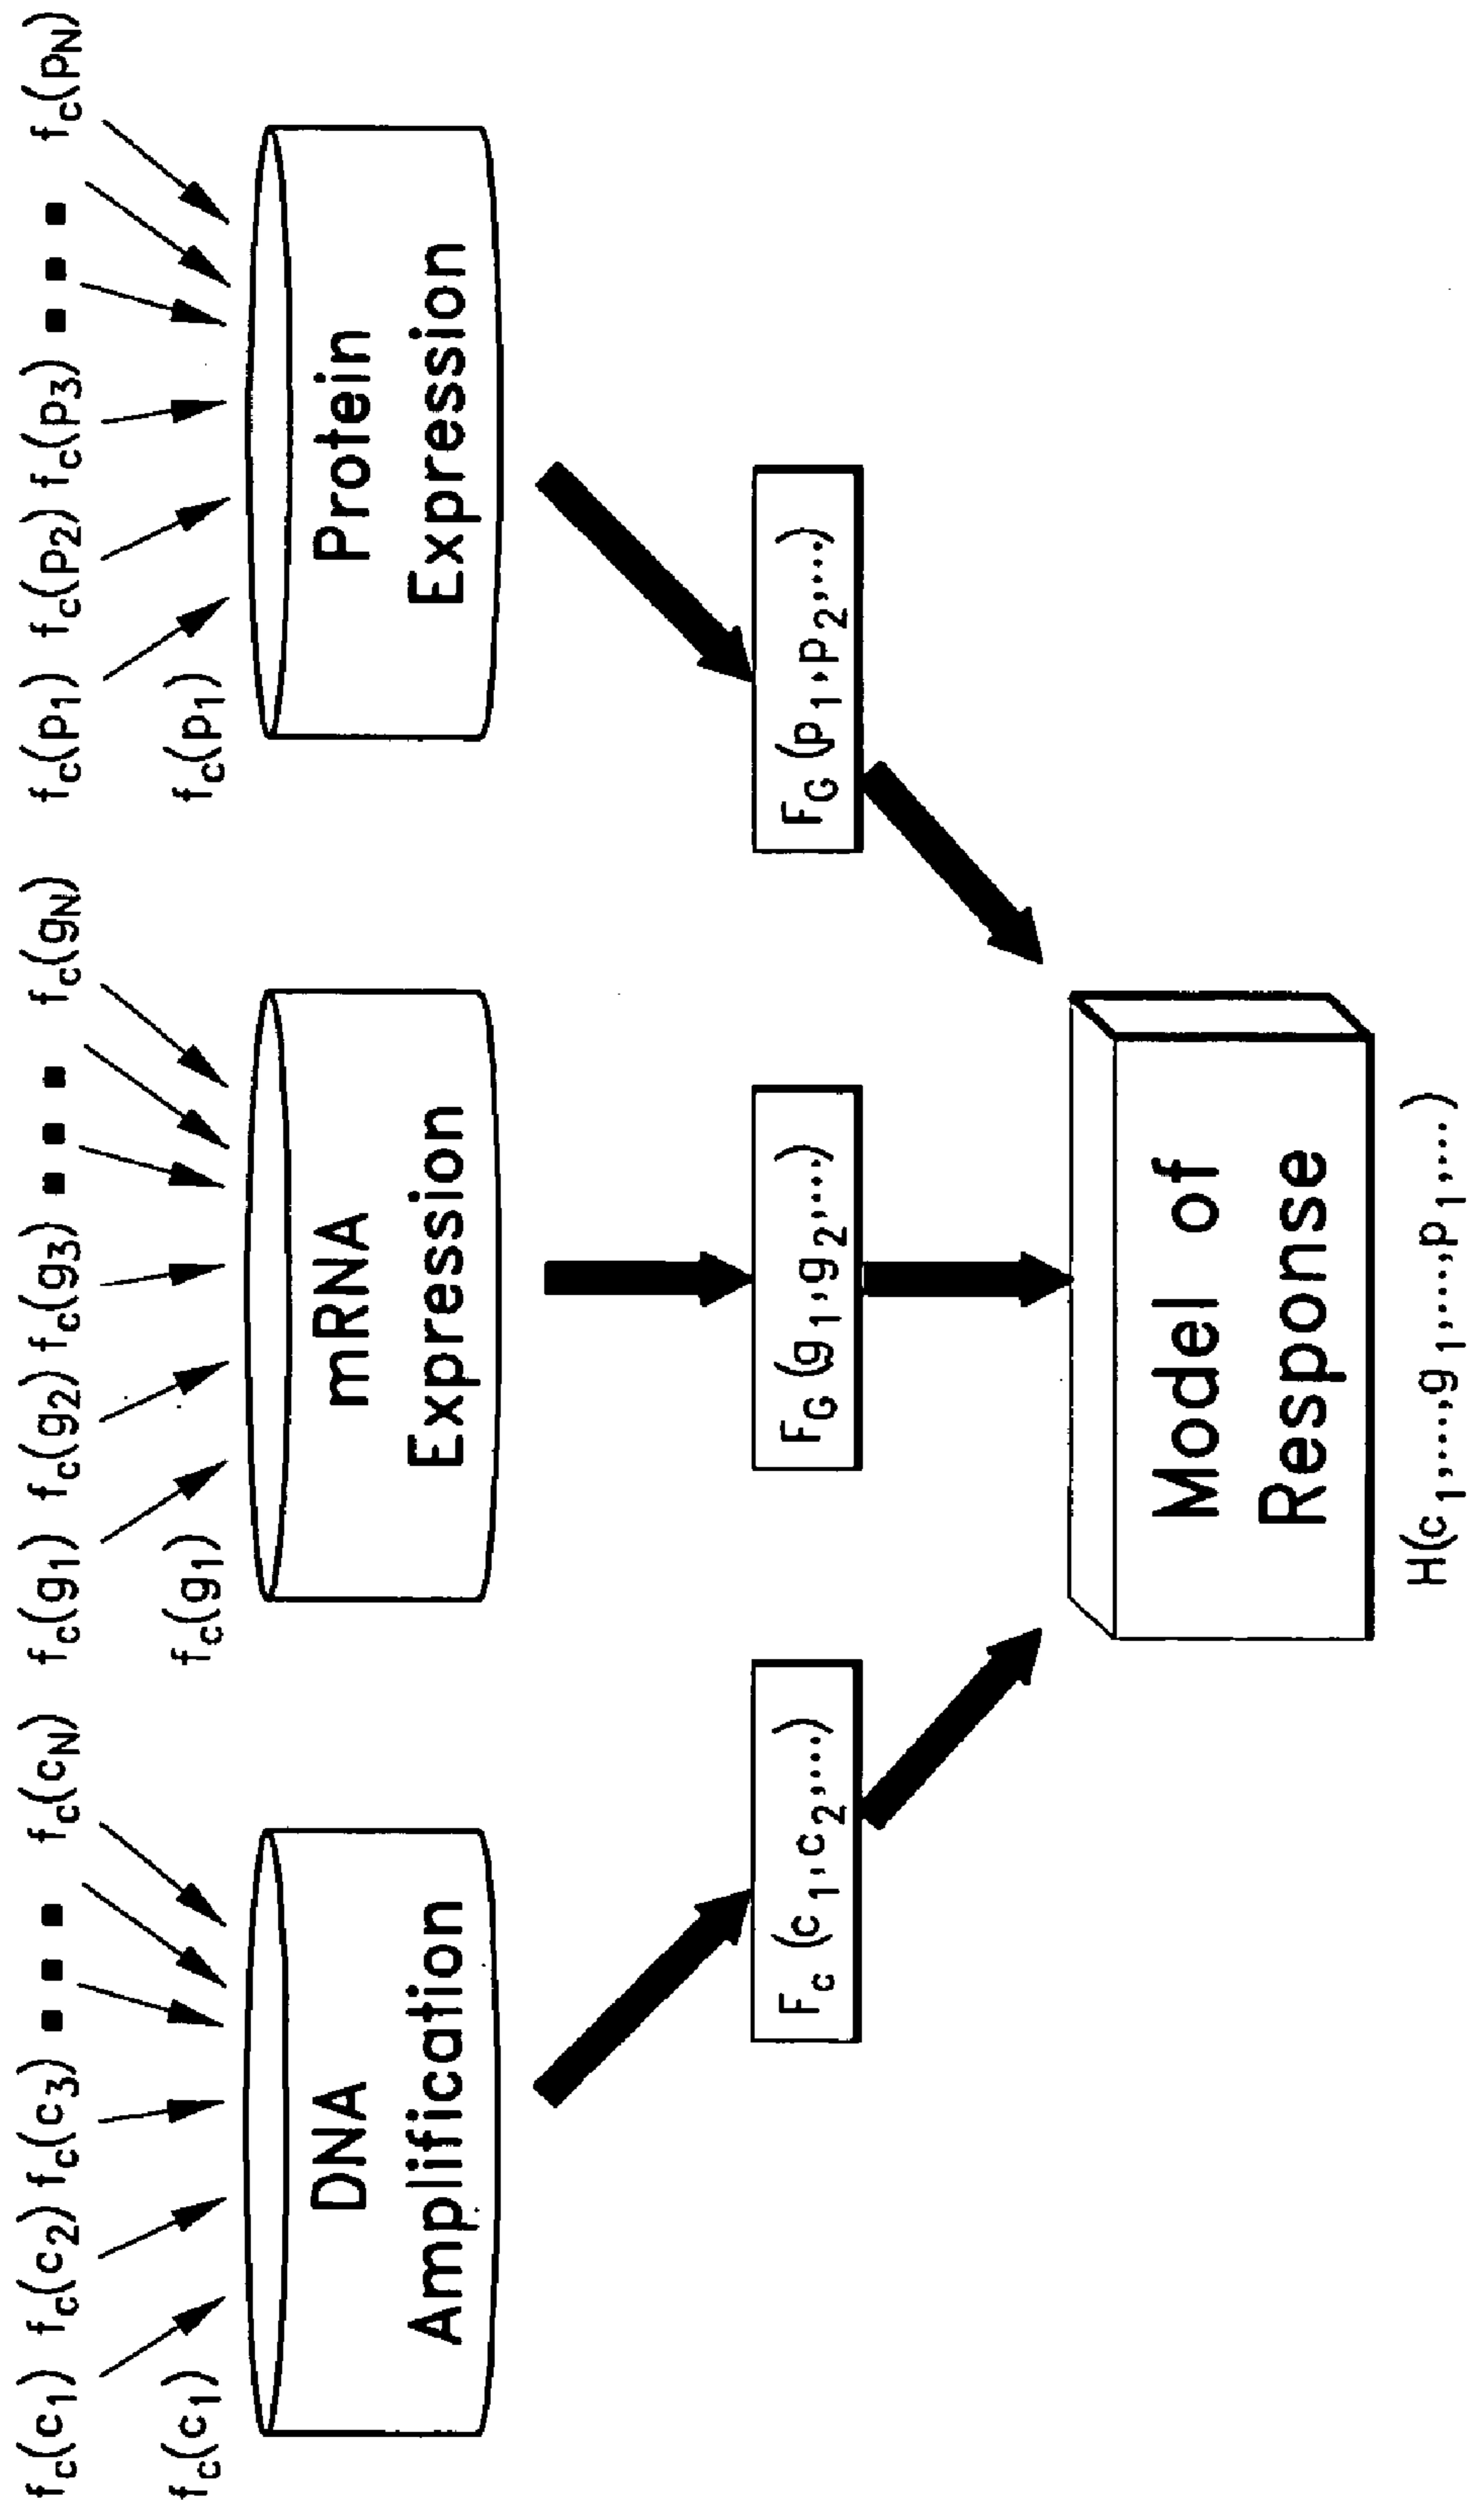 f_c(c_1) f_c(c_2) f_c(c_3) ▪ ▪ ▪ f_c(c_N)
f_c(c_1)
DNA
Amplification
f_c(g_1) f_c(g_2) f_c(g_3) ▪ ▪ ▪ f_c(g_N)
f_c(g_1)
mRNA
Expression
f_c(p_1) f_c(p_2) f_c(p_3) ▪ ▪ ▪ f_c(p_N)
f_c(p_1)
Protein
Expression
F_c(c_1,c_2,...)
F_G(g_1,g_2,...)
F_G(p_1,p_2,...)
Model of
Response
H(c_1,...,g_1,...,p_1,...)